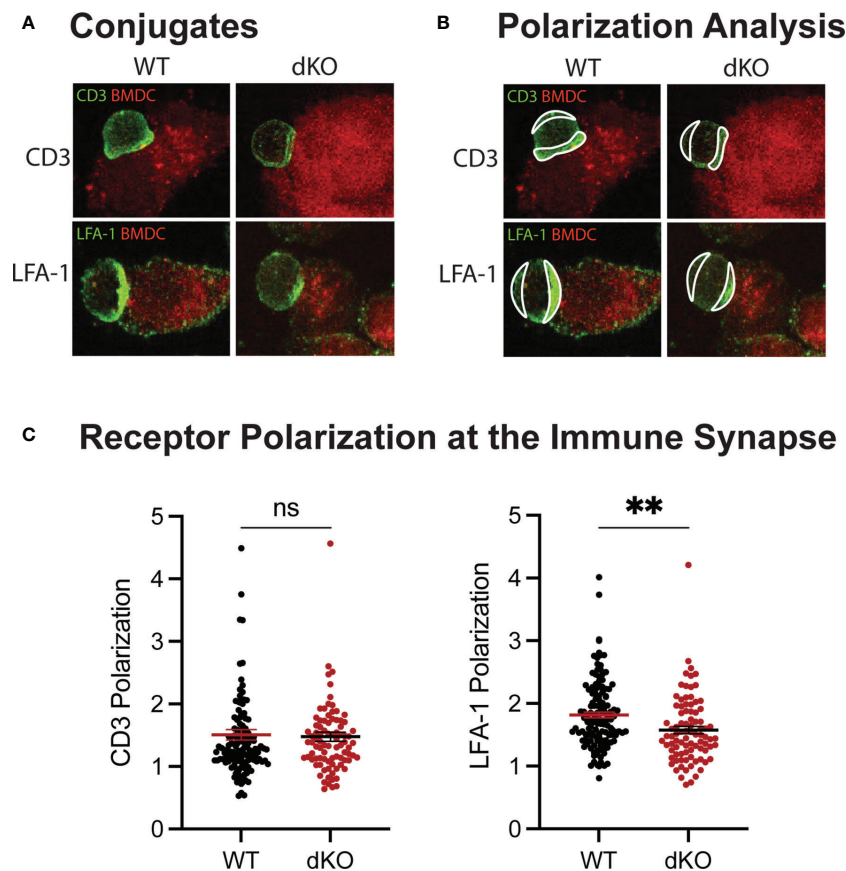 A Conjugates
WT dKO
CD3 BMDC
CD3
LFA-1 BMDC
LFA-1
B Polarization Analysis
WT dKO
CD3 BMDC
CD3
LFA-1 BMDC
LFA-1
C Receptor Polarization at the Immune Synapse
ns
CD3 Polarization
5
4
3
2
1
0
WT dKO
**
LFA-1 Polarization
5
4
3
2
1
0
WT dKO